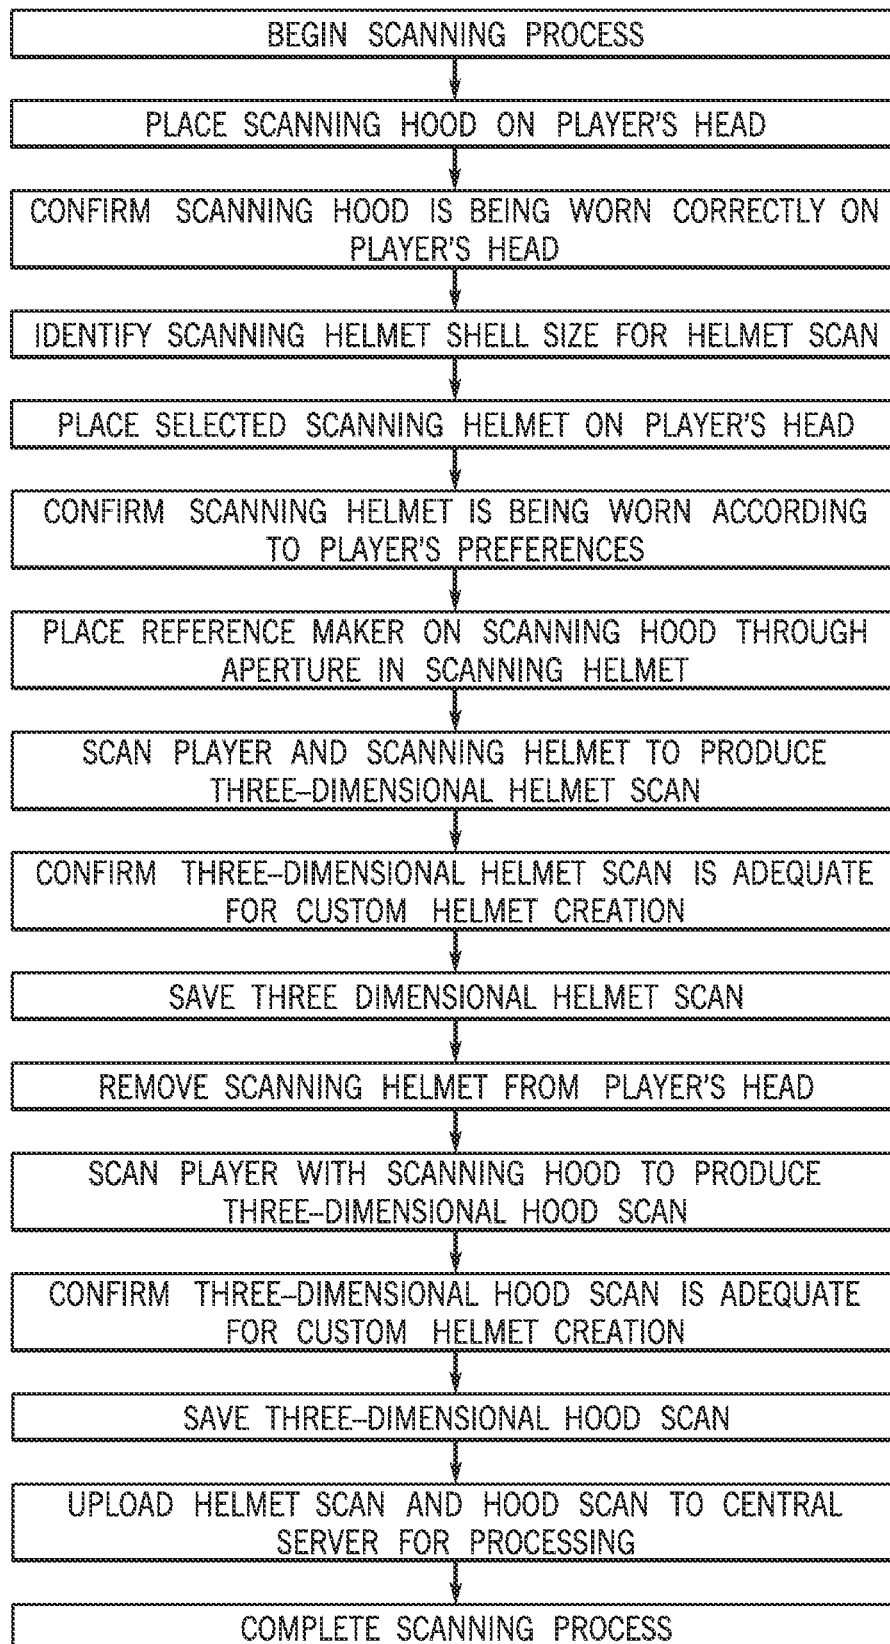 BEGIN SCANNING PROCESS
PLACE SCANNING HOOD ON PLAYER'S HEAD
CONFIRM SCANNING HOOD IS BEING WORN CORRECTLY ON
PLAYER'S HEAD
IDENTIFY SCANNING HELMET SHELL SIZE FOR HELMET SCAN
PLACE SELECTED SCANNING HELMET ON PLAYER'S HEAD
CONFIRM SCANNING HELMET IS BEING WORN ACCORDING
TO PLAYER'S PREFERENCES
PLACE REFERENCE MAKER ON SCANNING HOOD THROUGH
APERTURE IN SCANNING HELMET
SCAN PLAYER AND SCANNING HELMET TO PRODUCE
THREE–DIMENSIONAL HELMET SCAN
CONFIRM THREE–DIMENSIONAL HELMET SCAN IS ADEQUATE
FOR CUSTOM HELMET CREATION
SAVE THREE DIMENSIONAL HELMET SCAN
REMOVE SCANNING HELMET FROM PLAYER'S HEAD
SCAN PLAYER WITH SCANNING HOOD TO PRODUCE
THREE–DIMENSIONAL HOOD SCAN
CONFIRM THREE–DIMENSIONAL HOOD SCAN IS ADEQUATE
FOR CUSTOM HELMET CREATION
SAVE THREE–DIMENSIONAL HOOD SCAN
UPLOAD HELMET SCAN AND HOOD SCAN TO CENTRAL
SERVER FOR PROCESSING
COMPLETE SCANNING PROCESS